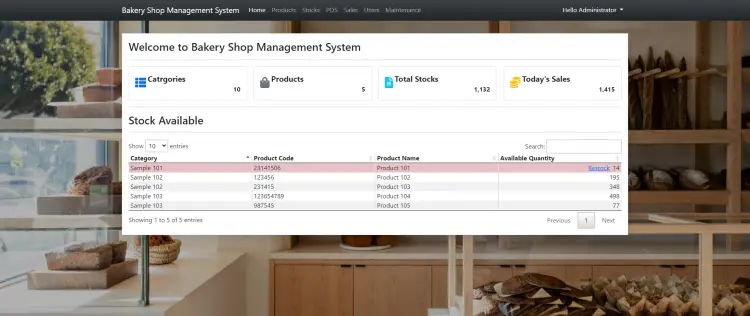 Bakery Shop Management System Home Products Stocks POS Sales Users Maintenance Hello Administrator
Welcome to Bakery Shop Management System
Catrgories Products Total Stocks Today's Sales
10 5 1,132 1,415
Stock Available
Show 10 entries Search:
Category Product Code Product Name Available Quantity
Sample 101 23141506 Product 101 Restock 14
Sample 102 123456 Product 102 195
Sample 102 231415 Product 103 348
Sample 103 123654789 Product 104 498
Sample 103 987545 Product 105 77
Showing 1 to 5 of 5 entries Previous 1 Next